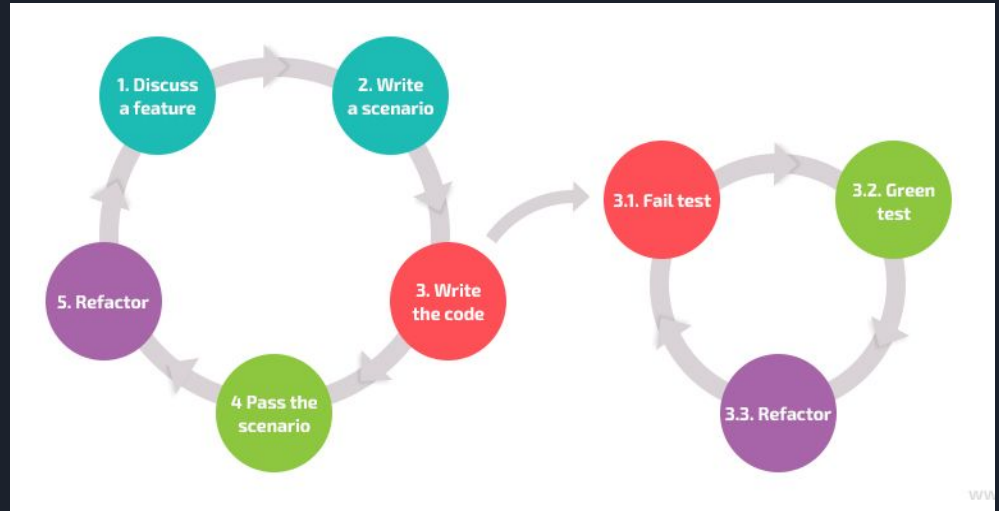 1. Discuss
a feature
2. Write
a scenario
3. Write
the code
4 Pass the
scenario
5. Refactor
3.1. Fail test
3.2. Green
test
3.3. Refactor